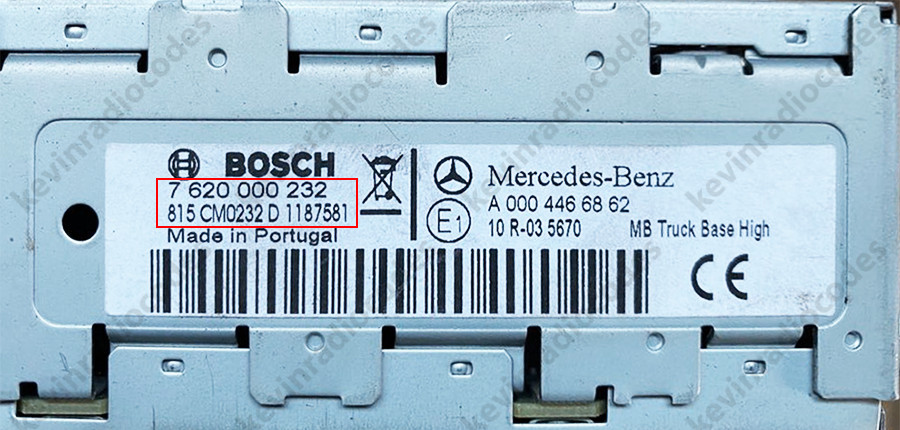 BOSCH
7 620 000 232
815 CM0232 D 1187581
Made in Portugal
Mercedes-Benz
A 000 446 68 62
E1
10 R-03 5670 MB Truck Base High
CE
kevinradiocodes